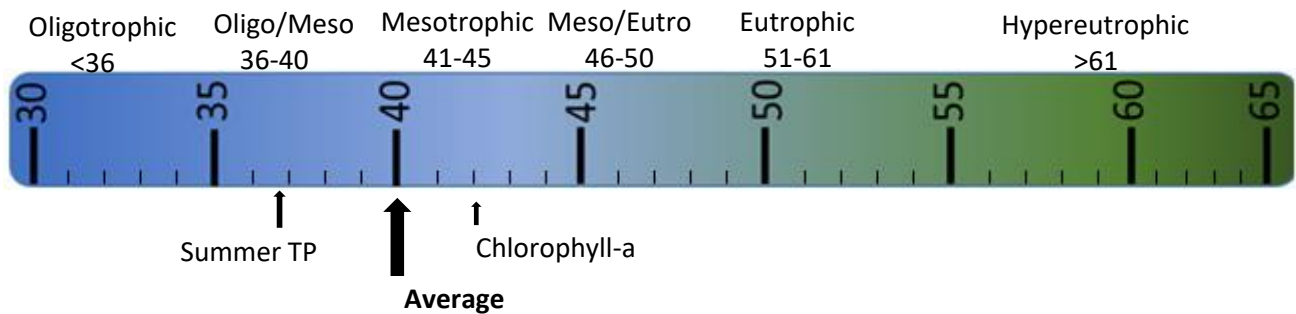 Oligotrophic Oligo/Meso Mesotrophic Meso/Eutro Eutrophic Hypereutrophic
<36 36-40 41-45 46-50 51-61 >61
30 35 40 45 50 55 60 65
Summer TP Chlorophyll-a
Average